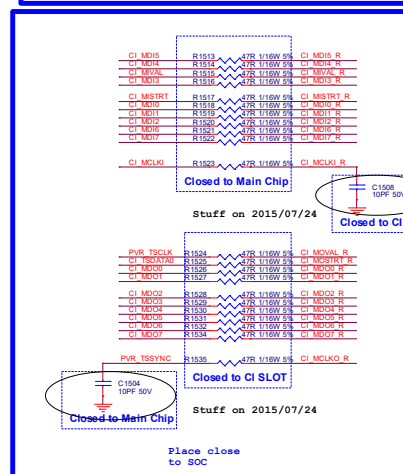 CI_MDI5 R1513 47R 1/16W 5% CI_MDI5_R
CI_MDI4 R1514 47R 1/16W 5% CI_MDI4_R
CI_MIVAL R1515 47R 1/16W 5% CI_MIVAL_R
CI_MDI3 R1516 47R 1/16W 5% CI_MDI3_R
CI_MISTRT R1517 47R 1/16W 5% CI_MISTRT_R
CI_MDI0 R1518 47R 1/16W 5% CI_MDI0_R
CI_MDI1 R1519 47R 1/16W 5% CI_MDI1_R
CI_MDI2 R1520 47R 1/16W 5% CI_MDI2_R
CI_MDI6 R1521 47R 1/16W 5% CI_MDI6_R
CI_MDI7 R1522 47R 1/16W 5% CI_MDI7_R
CI_MCLKI R1523 47R 1/16W 5% CI_MCLKI_R
Closed to Main Chip
C1508
10PF 50V
Stuff on 2015/07/24
Closed to CI
PVR_TSCLK R1524 47R 1/16W 5% CI_MOVAL_R
CI_TSDATA0 R1525 47R 1/16W 5% CI_MOSTRT_R
CI_MDO0 R1526 47R 1/16W 5% CI_MDO0_R
CI_MDO1 R1527 47R 1/16W 5% CI_MDO1_R
CI_MDO2 R1528 47R 1/16W 5% CI_MDO2_R
CI_MDO3 R1529 47R 1/16W 5% CI_MDO3_R
CI_MDO4 R1530 47R 1/16W 5% CI_MDO4_R
CI_MDO5 R1531 47R 1/16W 5% CI_MDO5_R
CI_MDO6 R1532 47R 1/16W 5% CI_MDO6_R
CI_MDO7 R1534 47R 1/16W 5% CI_MDO7_R
PVR_TSSYNC R1535 47R 1/16W 5% CI_MCLKO_R
Closed to CI SLOT
C1504
10PF 50V
Closed to Main Chip
Stuff on 2015/07/24
Place close
to SOC